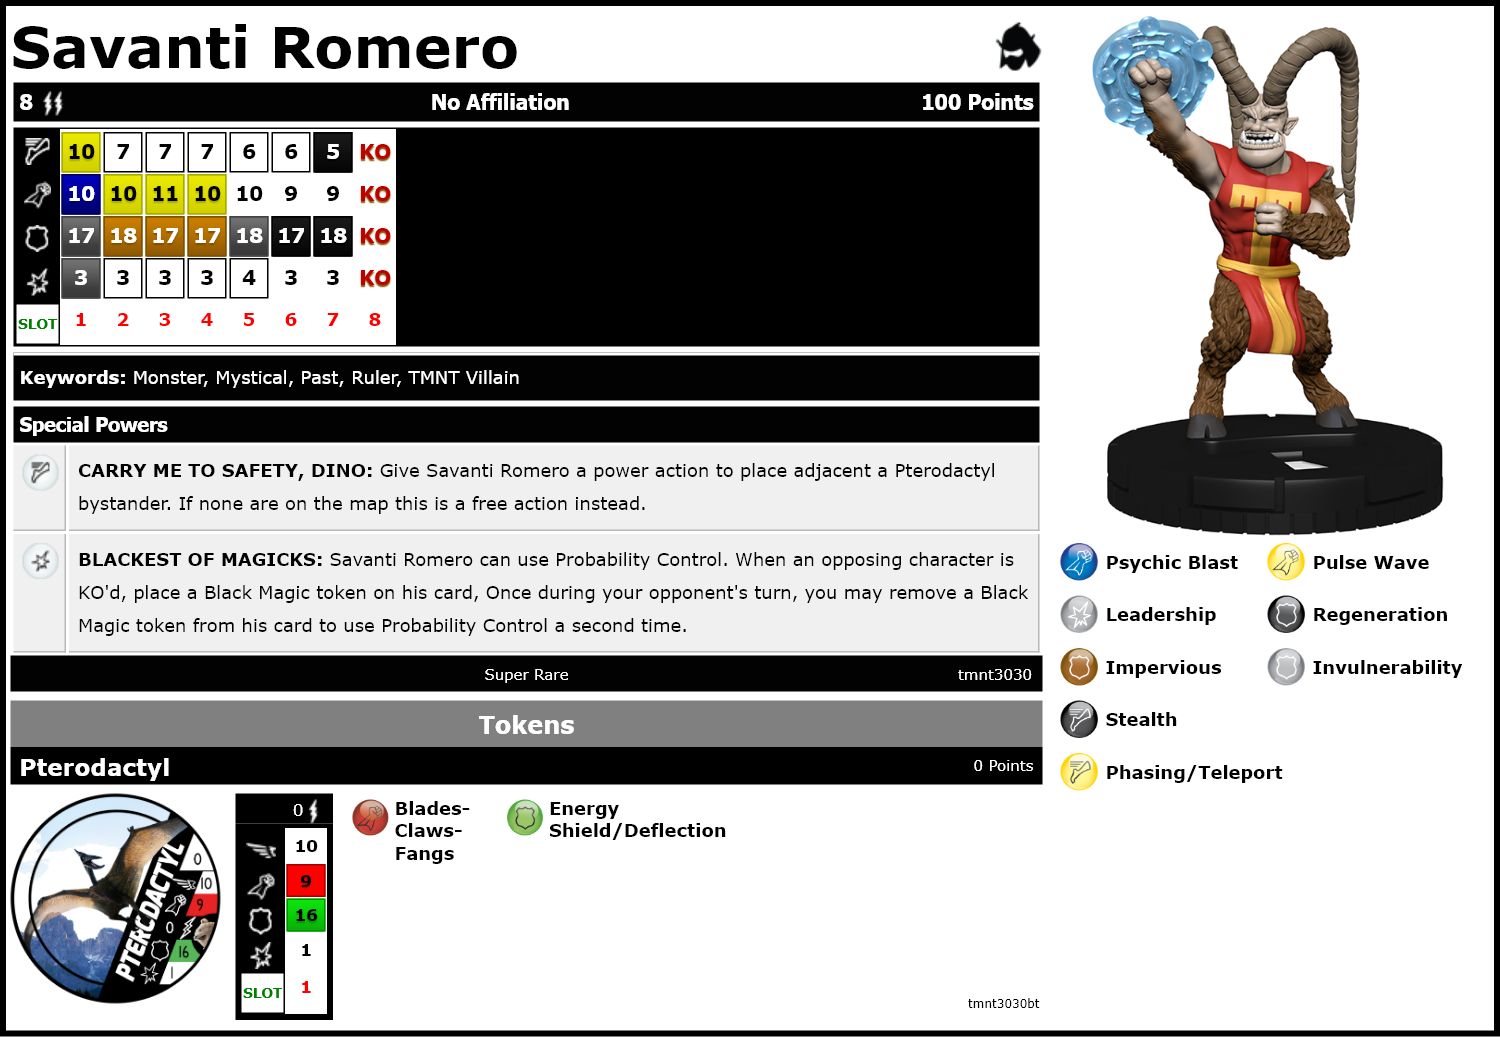 Savanti Romero
8 No Affiliation 100 Points
10 7 7 7 6 6 5 KO
10 10 11 10 10 9 9 KO
17 18 17 17 18 17 18 KO
3 3 3 3 4 3 3 KO
SLOT 1 2 3 4 5 6 7 8
Keywords: Monster, Mystical, Past, Ruler, TMNT Villain
Special Powers
CARRY ME TO SAFETY, DINO: Give Savanti Romero a power action to place adjacent a Pterodactyl
bystander. If none are on the map this is a free action instead.
BLACKEST OF MAGICKS: Savanti Romero can use Probability Control. When an opposing character is
KO'd, place a Black Magic token on his card, Once during your opponent's turn, you may remove a Black
Magic token from his card to use Probability Control a second time.
Super Rare tmnt3030
Psychic Blast Pulse Wave
Leadership Regeneration
Impervious Invulnerability
Stealth
Phasing/Teleport
Tokens
Pterodactyl 0 Points
PTERODACTYL
0
10
9
0
16
1
0
10
9
16
1
SLOT 1
Blades-
Claws-
Fangs
Energy
Shield/Deflection
tmnt3030bt